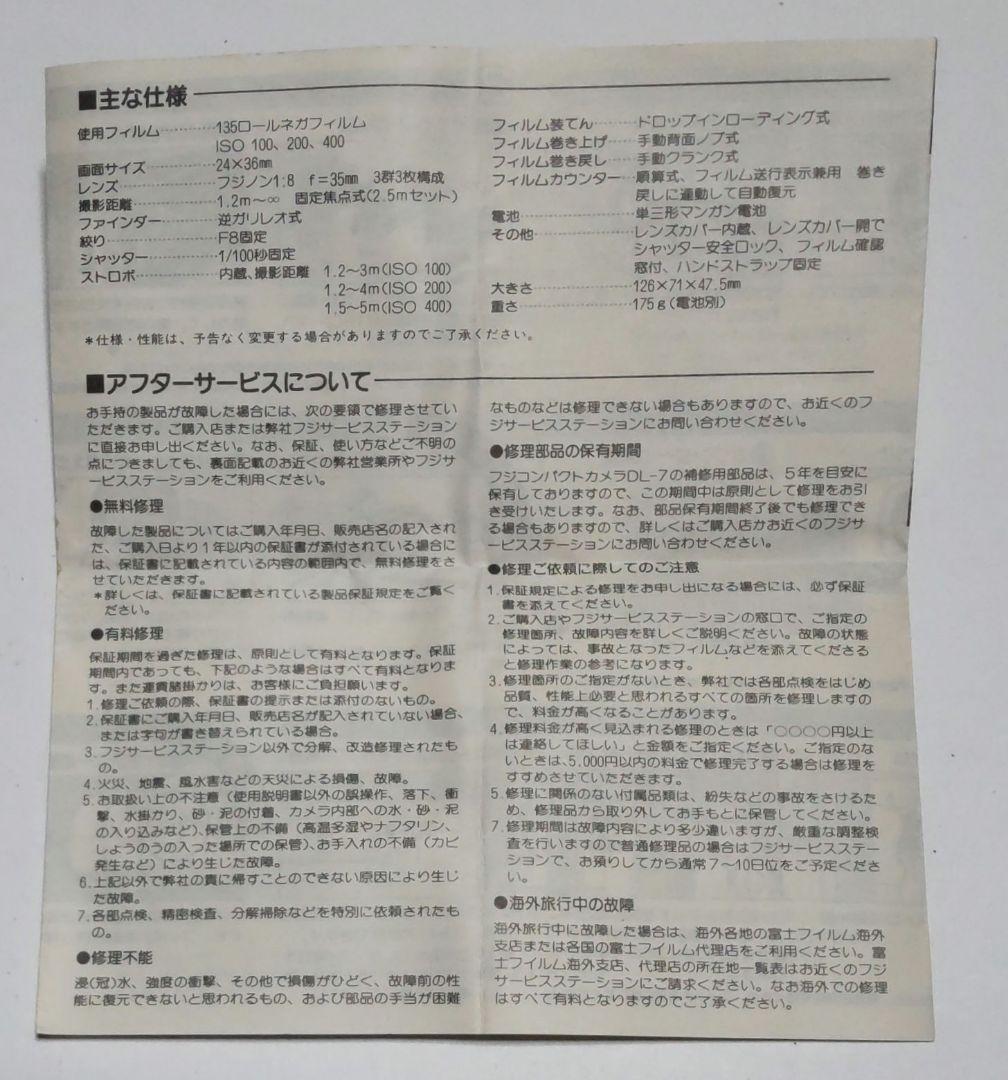 ■主な仕様
使用フィルム…………135ロールネガフィルム
ISO 100、200、400
画面サイズ…………24×36㎜
レンズ…………フジノン1:8 f=35㎜ 3群3枚構成
撮影距離…………1.2m〜∞ 固定焦点式(2.5mセット)
ファインダー…………逆ガリレオ式
絞り…………F8固定
シャッター…………1/100秒固定
ストロボ…………内蔵、撮影距離 1.2〜3m(ISO 100)
1.2〜4m(ISO 200)
1.5〜5m(ISO 400)
フィルム装てん…………ドロップインローディング式
フィルム巻き上げ…………手動背面ノブ式
フィルム巻き戻し…………手動クランク式
フィルムカウンター…………順算式、フィルム送行表示兼用 巻き
戻しに連動して自動復元
電池…………単三形マンガン電池
その他…………レンズカバー内蔵、レンズカバー開で
シャッター安全ロック、フィルム確認
窓付、ハンドストラップ固定
大きさ…………126×71×47.5㎜
重さ…………175g(電池別)
*仕様・性能は、予告なく変更する場合がありますのでご了承ください。
■アフターサービスについて
お手持の製品が故障した場合には、次の要領で修理させてい
ただきます。ご購入店または弊社フジサービスステーション
に直接お申し出ください。なお、保証、使い方などご不明の
点につきましても、裏面記載のお近くの弊社営業所やフジサ
ービスステーションをご利用ください。
●無料修理
故障した製品についてはご購入年月日、販売店名の記入され
た、ご購入日より1年以内の保証書が添付されている場合に
は、保証書に記載されている内容の範囲内で、無料修理をさ
せていただきます。
*詳しくは、保証書に記載されている製品保証規定をご覧く
ださい。
●有料修理
保証期間を過ぎた修理は、原則として有料となります。保証
期間内であっても、下記のような場合はすべて有料となりま
す。また運賃諸掛かりは、お客様にご負担願います。
1.修理ご依頼の際、保証書の提示または添付のないもの。
2.保証書にご購入年月日、販売店名が記入されていない場合、
または字句が書き替えられている場合。
3.フジサービスステーション以外で分解、改造修理されたも
の。
4.火災、地震、風水害などの天災による損傷、故障。
5.お取扱い上の不注意(使用説明書以外の誤操作、落下、衝
撃、水掛かり、砂・泥の付着、カメラ内部への水・砂・泥
の入り込みなど)、保管上の不備(高温多湿やナフタリン、
しょうのうの入った場所での保管)、お手入れの不備(カビ
発生など)により生じた故障。
6.上記以外で弊社の責に帰すことのできない原因により生じ
た故障。
7.各部点検、精密検査、分解掃除などを特別に依頼されたも
の。
●修理不能
浸(冠)水、強度の衝撃、その他で損傷がひどく、故障前の性
能に復元できないと思われるもの、および部品の手当が困難
なものなどは修理できない場合もありますので、お近くのフ
ジサービスステーションにお問い合わせください。
●修理部品の保有期間
フジコンパクトカメラDL-7の補修用部品は、5年を目安に
保有しておりますので、この期間中は原則として修理をお引
き受けいたします。なお、部品保有期間終了後でも修理でき
る場合もありますので、詳しくはご購入店かお近くのフジサ
ービスステーションにお問い合わせください。
●修理ご依頼に際してのご注意
1.保証規定による修理をお申し出になる場合には、必ず保証
書を添えてください。
2.ご購入店やフジサービスステーションの窓口で、ご指定の
修理箇所、故障内容を詳しくご説明ください。故障の状態
によっては、事故となったフィルムなどを添えてくださる
と修理作業の参考になります。
3.修理箇所のご指定がないとき、弊社では各部点検をはじめ
品質、性能上必要と思われるすべての箇所を修理しますの
で、料金が高くなることがあります。
4.修理料金が高く見込まれる修理のときは「○○○○円以上
は連絡してほしい」と金額をご指定ください。ご指定のな
いときは、5,000円以内の料金で修理完了する場合は修理を
すすめさせていただきます。
5.修理に関係のない付属品類は、紛失などの事故をさけるた
め、修理品から取り外してお手もとに保管してください。
7.修理期間は故障内容により多少違いますが、厳重な調整検
査を行いますので普通修理品の場合はフジサービスステー
ションで、お預りしてから通常7〜10日位をご予定くださ
い。
●海外旅行中の故障
海外旅行中に故障した場合は、海外各地の富士フイルム海外
支店または各国の富士フイルム代理店をご利用ください。富
士フイルム海外支店、代理店の所在地一覧表はお近くのフジ
サービスステーションにご請求ください。なお海外での修理
はすべて有料となりますのでご了承ください。